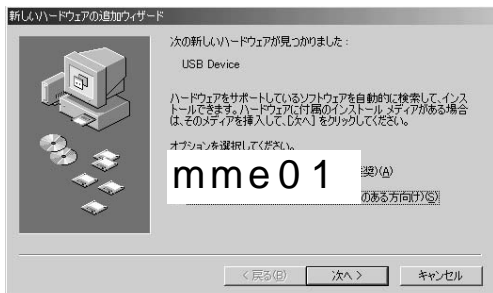 新しいハードウェアの追加ウィザード
次の新しいハードウェアが見つかりました:
USB Device
ハードウェアをサポートしているソフトウェアを自動的に検索して、インス
トールできます。ハードウェアに付属のインストール メディアがある場合
は、そのメディアを挿入して、[次へ] をクリックしてください。
オプションを選択してください。
mme01
奨)(A)
のある方向け)(S)
< 戻る(B)
次へ >
キャンセル